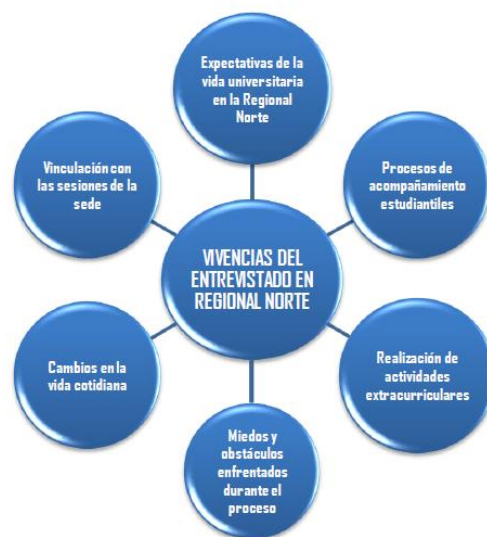 Expectativas de la
vida universitaria
en la Regional
Norte
Vinculación con
las sesiones de la
sede
Procesos de
acompañamiento
estudiantiles
VIVENCIAS DEL
ENTREVISTADO EN
REGIONAL NORTE
Cambios en la
vida cotidiana
Realización de
actividades
extracurriculares
Miedos y
obstáculos
enfrentados
durante el
proceso